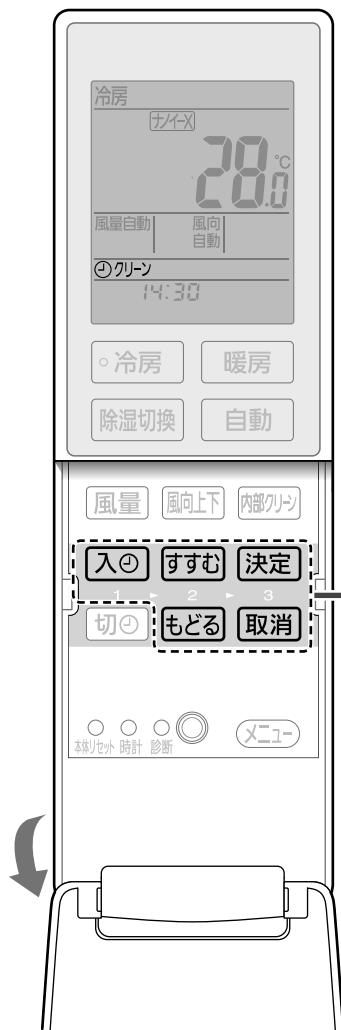 冷房
ナノイーX
28.0℃
風量自動 風向
自動
クリーン
14:30
冷房 暖房
除湿切換 自動
風量 風向上下 内部クリーン
入 すすむ 決定
1 2 3
切 もどる 取消
本体リセット 時計 診断 メニュー